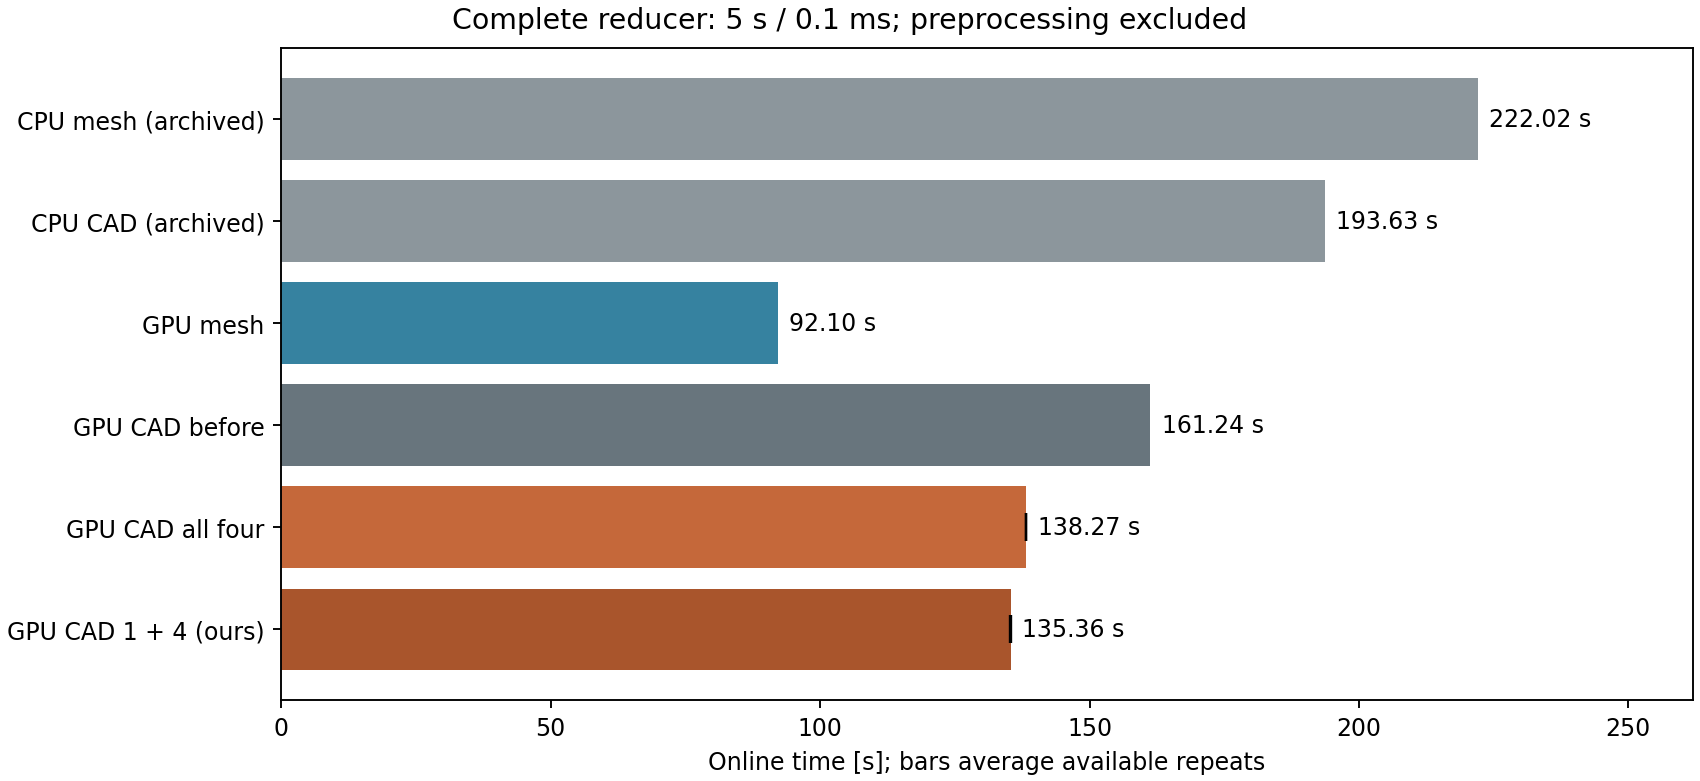 Complete reducer: 5 s / 0.1 ms; preprocessing excluded
CPU mesh (archived)
222.02 s
CPU CAD (archived)
193.63 s
GPU mesh
92.10 s
GPU CAD before
161.24 s
GPU CAD all four
138.27 s
GPU CAD 1 + 4 (ours)
135.36 s
0 50 100 150 200 250
Online time [s]; bars average available repeats